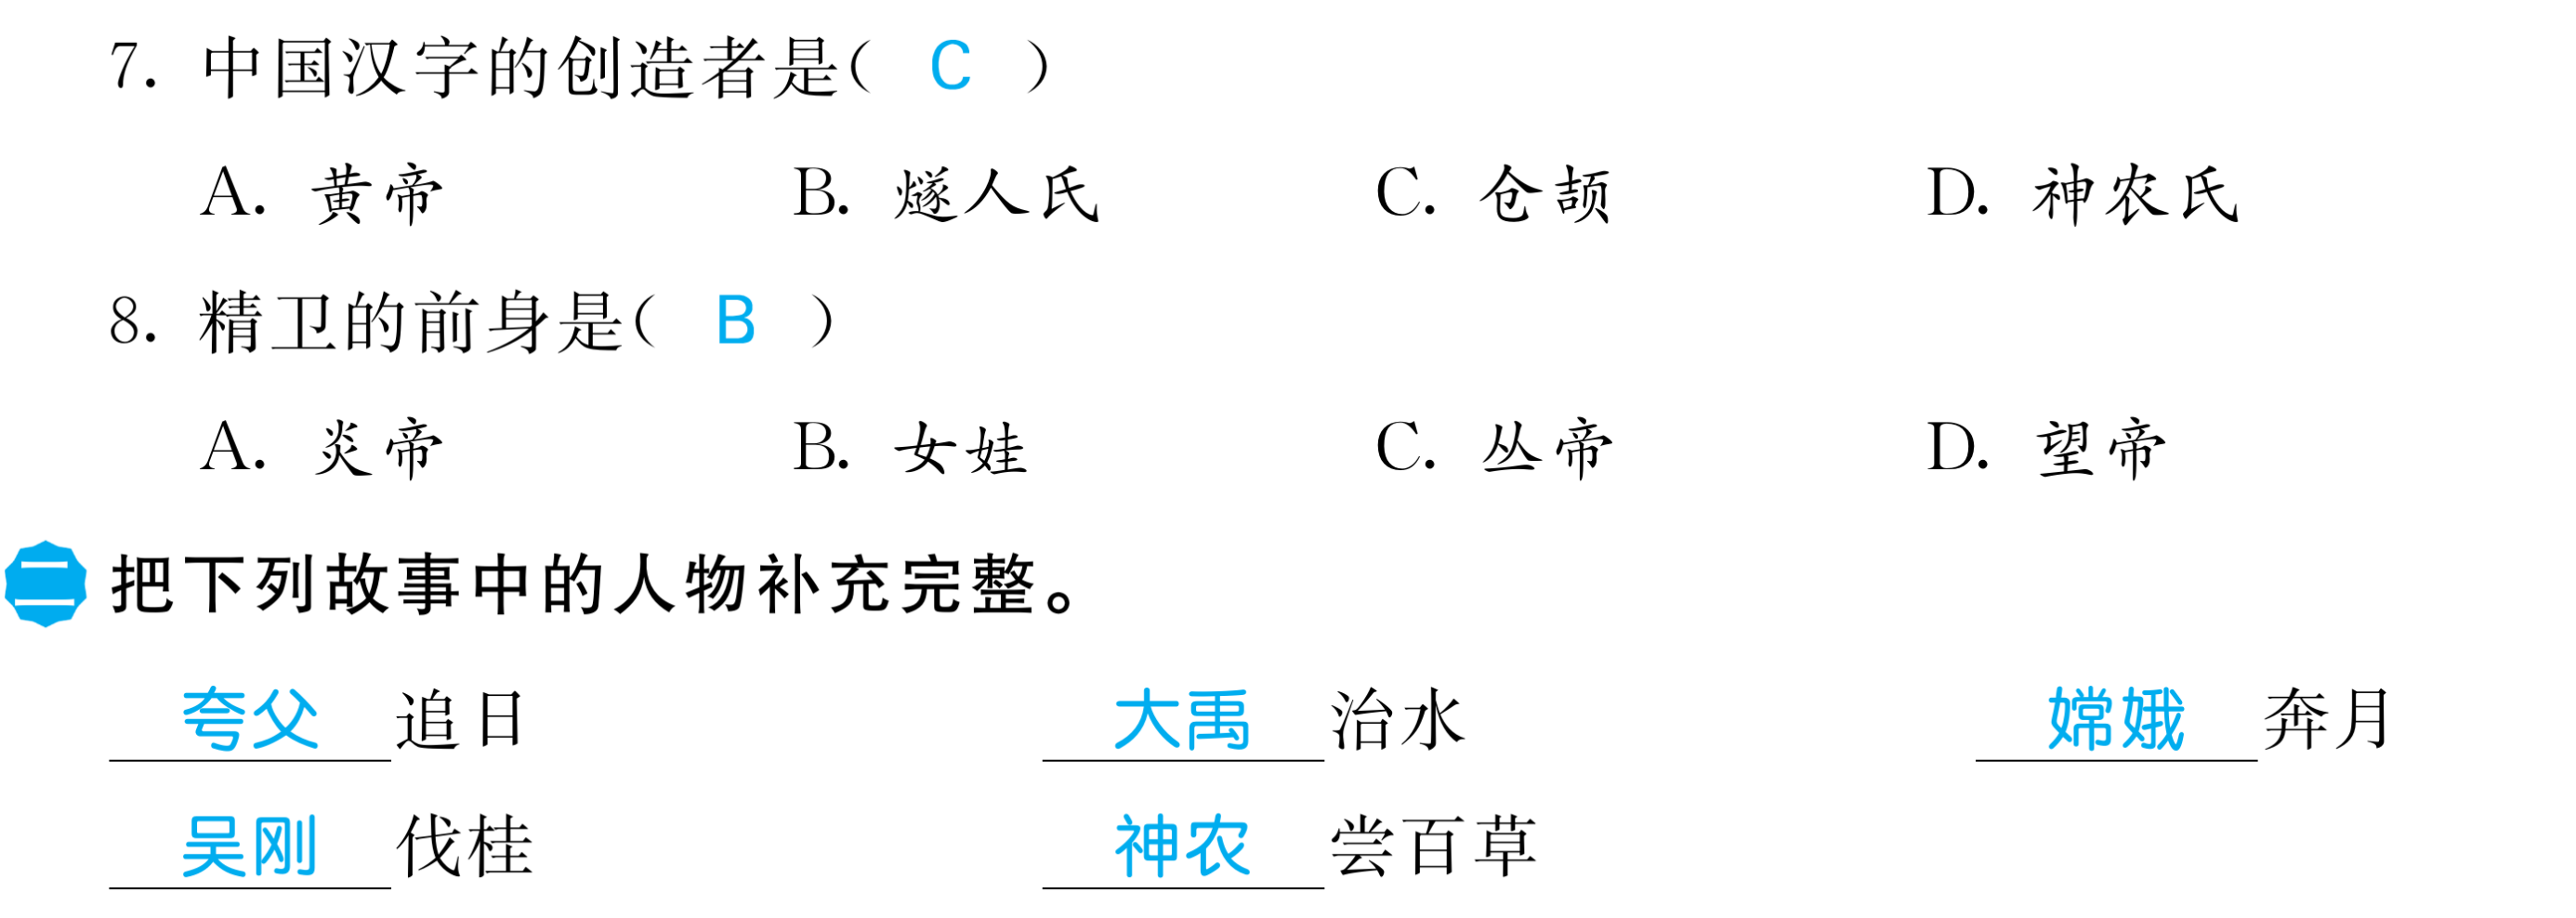 7. 中国汉字的创造者是( C )
A. 黄帝 B. 燧人氏 C. 仓颉 D. 神农氏
8. 精卫的前身是( B )
A. 炎帝 B. 女娃 C. 丛帝 D. 望帝
二 把下列故事中的人物补充完整。
夸父追日 大禹治水 嫦娥奔月
吴刚伐桂 神农尝百草